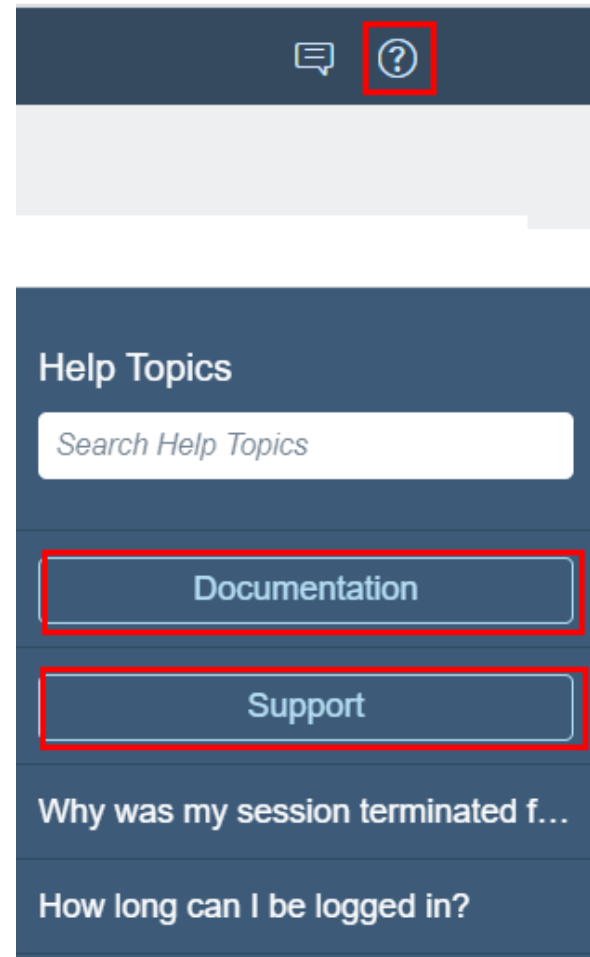 ?
Help Topics
Search Help Topics
Documentation
Support
Why was my session terminated f...
How long can I be logged in?